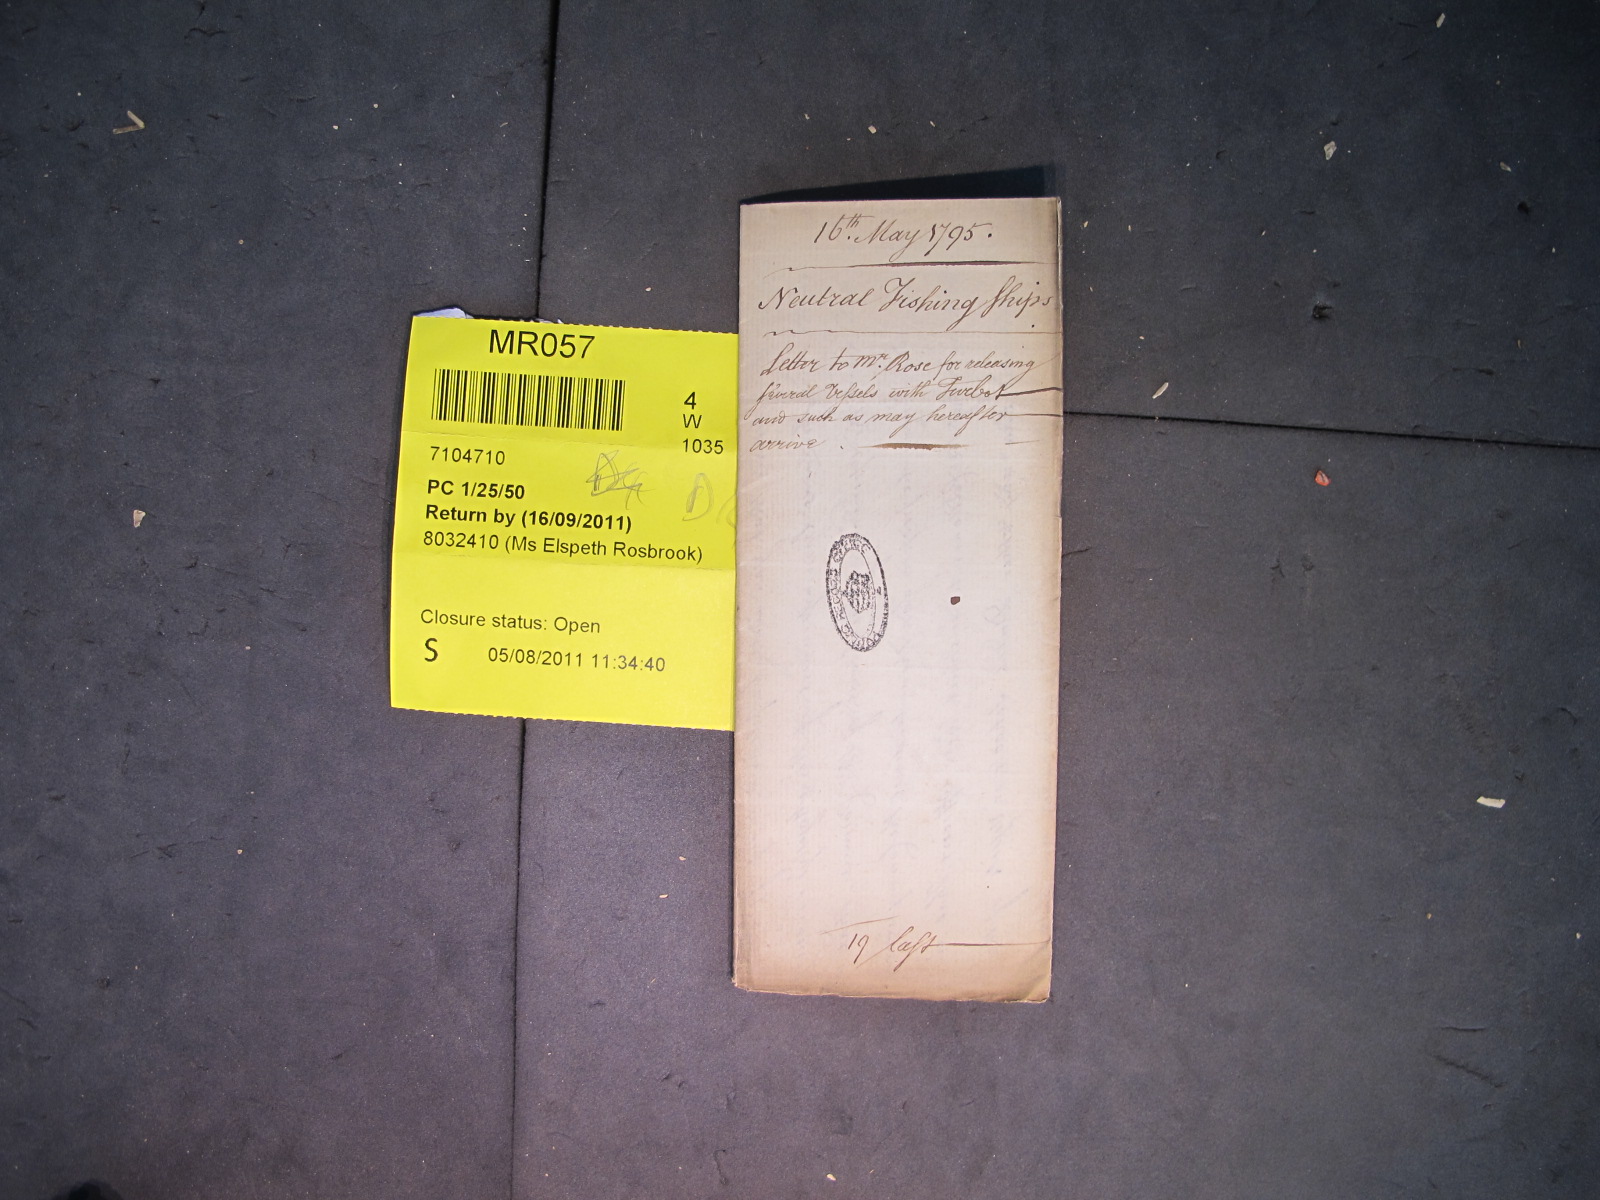 MR057
4
W
1035
7104710
PC 1/25/50
Return by (16/09/2011)
8032410 (Ms Elspeth Rosbrook)
Closure status: Open
S 05/08/2011 11:34:40
16th. May 1795.
Neutral Fishing Ships
Letter to Mr. Rose for releasing
several Vessels with Turbot
and such as may hereafter
arrive.
19 last